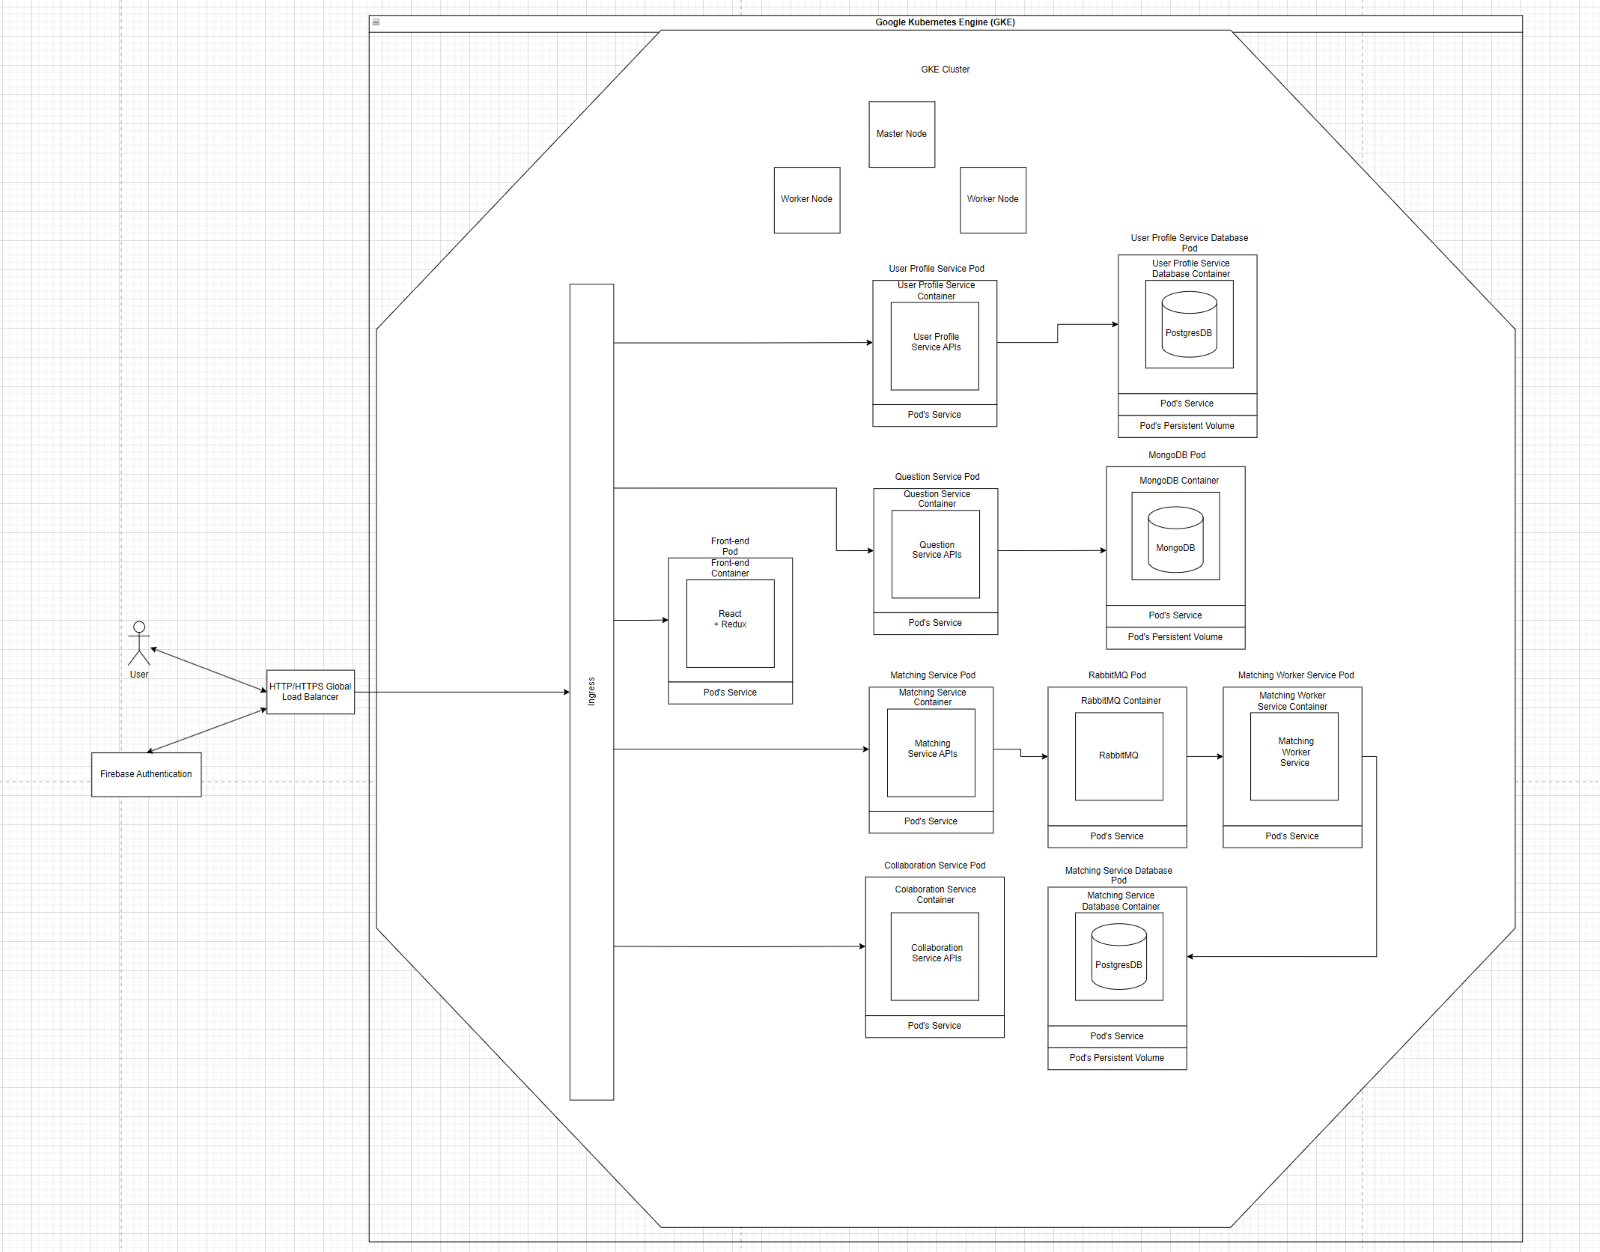 Google Kubernetes Engine (GKE)
GKE Cluster
Master Node
Worker Node
Worker Node
User Profile Service Database
Pod
User Profile Service
Database Container
PostgresDB
Pod's Service
Pod's Persistent Volume
User Profile Service Pod
User Profile Service
Container
User Profile
Service APIs
Pod's Service
MongoDB Pod
MongoDB Container
MongoDB
Pod's Service
Pod's Persistent Volume
Question Service Pod
Question Service
Container
Question
Service APIs
Pod's Service
Front-end
Pod
Front-end
Container
React
+ Redux
Pod's Service
User
HTTP/HTTPS Global
Load Balancer
Firebase Authentication
Ingress
Matching Service Pod
Matching Service
Container
Matching
Service APIs
Pod's Service
RabbitMQ Pod
RabbitMQ Container
RabbitMQ
Pod's Service
Matching Worker Service Pod
Matching Worker
Service Container
Matching
Worker
Service
Pod's Service
Collaboration Service Pod
Colaboration Service
Container
Collaboration
Service APIs
Pod's Service
Matching Service Database
Pod
Matching Service
Database Container
PostgresDB
Pod's Service
Pod's Persistent Volume